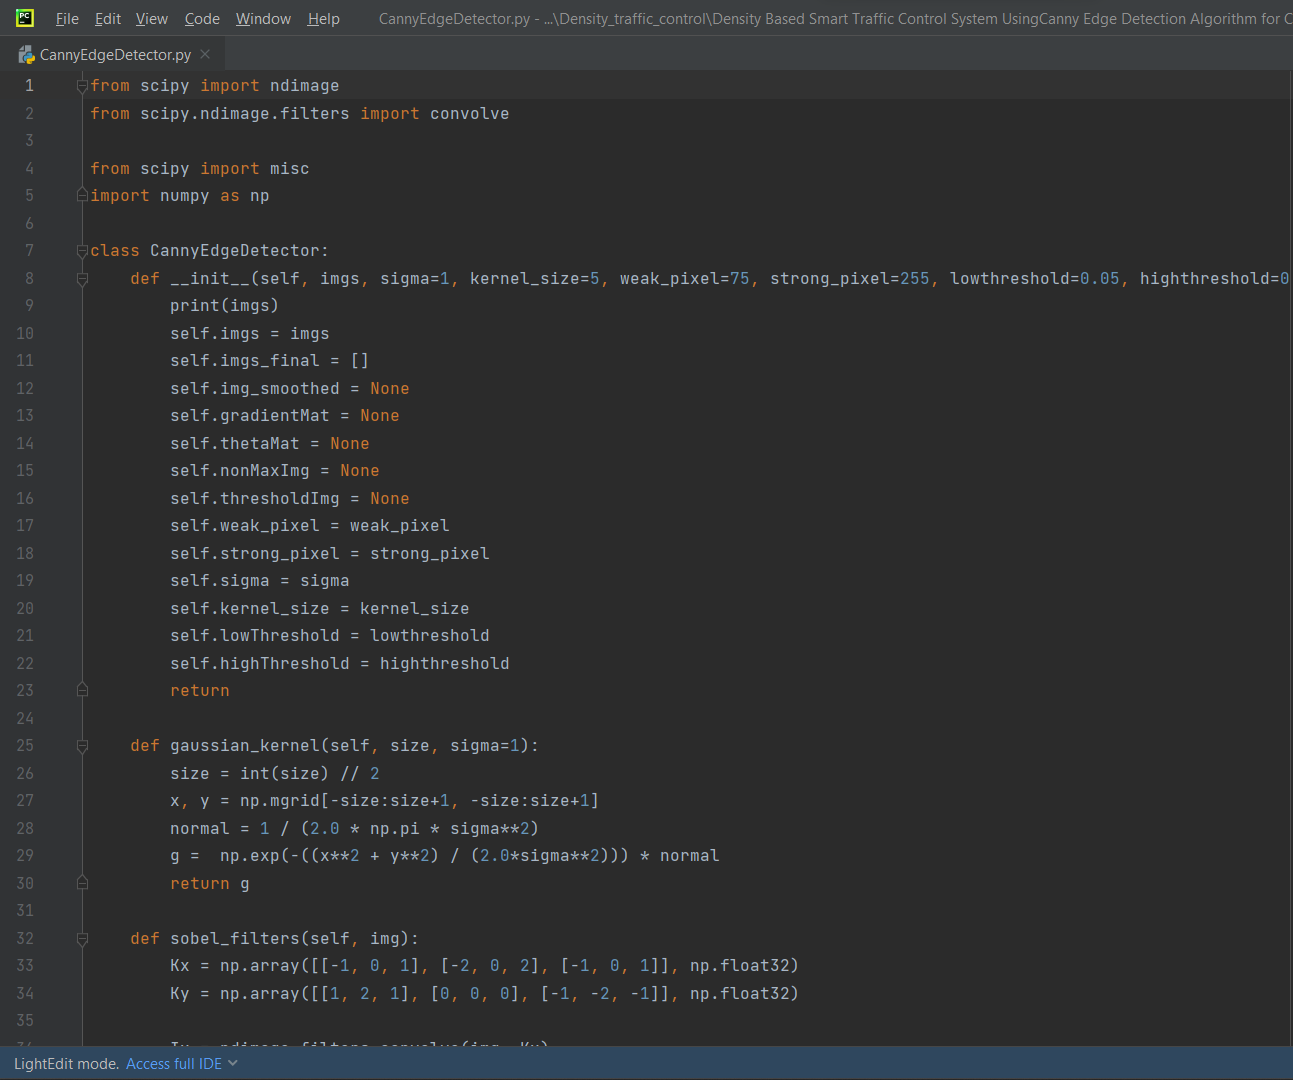 PC
File Edit View Code Window Help CannyEdgeDetector.py - ...\Density_traffic_control\Density Based Smart Traffic Control System UsingCanny Edge Detection Algorithm for C
CannyEdgeDetector.py
1 from scipy import ndimage
2 from scipy.ndimage.filters import convolve
3
4 from scipy import misc
5 import numpy as np
6
7 class CannyEdgeDetector:
8     def __init__(self, imgs, sigma=1, kernel_size=5, weak_pixel=75, strong_pixel=255, lowthreshold=0.05, highthreshold=0
9         print(imgs)
10         self.imgs = imgs
11         self.imgs_final = []
12         self.img_smoothed = None
13         self.gradientMat = None
14         self.thetaMat = None
15         self.nonMaxImg = None
16         self.thresholdImg = None
17         self.weak_pixel = weak_pixel
18         self.strong_pixel = strong_pixel
19         self.sigma = sigma
20         self.kernel_size = kernel_size
21         self.lowThreshold = lowthreshold
22         self.highThreshold = highthreshold
23         return
24
25     def gaussian_kernel(self, size, sigma=1):
26         size = int(size) // 2
27         x, y = np.mgrid[-size:size+1, -size:size+1]
28         normal = 1 / (2.0 * np.pi * sigma**2)
29         g =  np.exp(-((x**2 + y**2) / (2.0*sigma**2))) * normal
30         return g
31
32     def sobel_filters(self, img):
33         Kx = np.array([[-1, 0, 1], [-2, 0, 2], [-1, 0, 1]], np.float32)
34         Ky = np.array([[1, 2, 1], [0, 0, 0], [-1, -2, -1]], np.float32)
35
LightEdit mode. Access full IDE